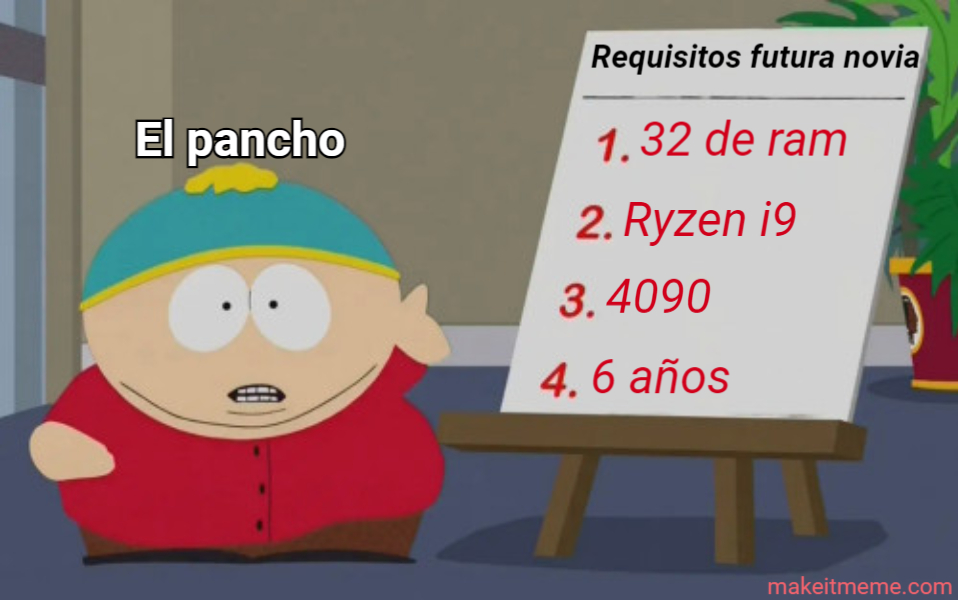 Requisitos futura novia
El pancho
1. 32 de ram
2. Ryzen i9
3. 4090
4. 6 años
makeitmeme.com